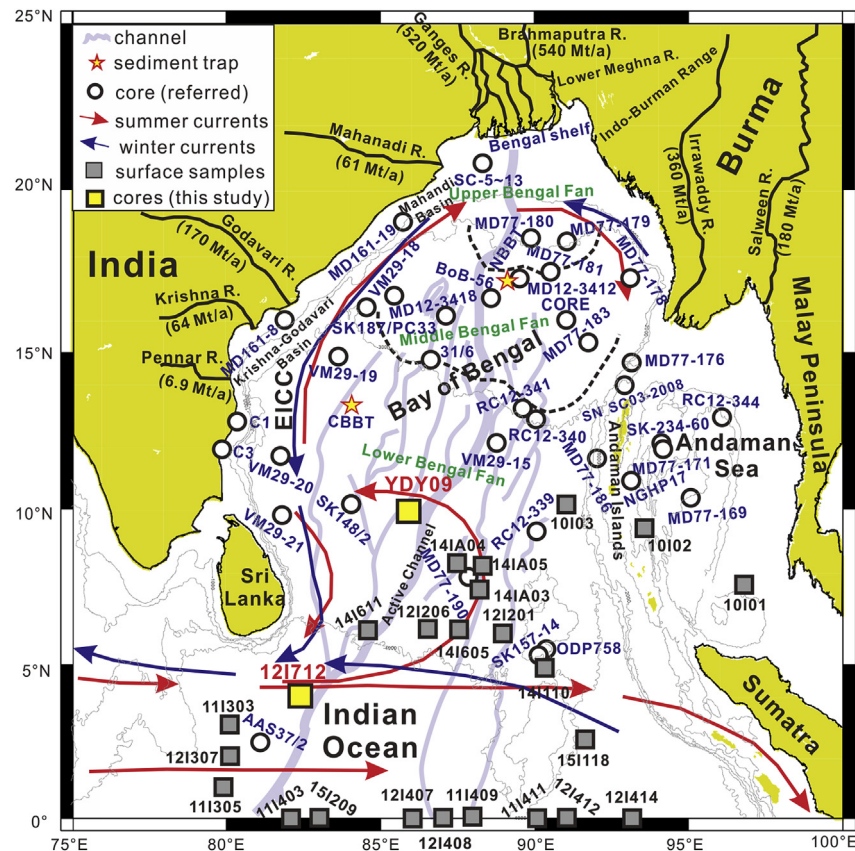 25°N
20°N
15°N
10°N
5°N
0°
75°E
80°E
85°E
90°E
95°E
100°E
channel
sediment trap
core (referred)
summer currents
winter currents
surface samples
cores (this study)
Ganges R.
(520 Mt/a)
Brahmaputra R.
(540 Mt/a)
Lower Meghna R.
Indo-Burman Range
Burma
Irrawaddy R.
(360 Mt/a)
Salween R.
(180 Mt/a)
Malay Peninsula
Mahanadi R.
(61 Mt/a)
Godavari R.
(170 Mt/a)
India
Krishna R.
(64 Mt/a)
Pennar R.
(6.9 Mt/a)
Bengal shelf
SC-5~13
Upper Bengal Fan
Mahandi
Basin
MD161-19
MD77-180
MD77-179
NBBT
MD77-181
MD77-178
VM29-18
BoB-56
MD12-3412
MD12-3418
CORE
SK187/PC33
MD161-8
Krishna-Godavari
Basin
Middle Bengal Fan
MD77-183
31/6
VM29-19
Bay of Bengal
MD77-176
SN SC03-2008
RC12-344
EICC
CBBT
RC12-341
C1
RC12-340
SK-234-60
Andaman
Sea
C3
VM29-15
MD77-171
VM29-20
Lower Bengal Fan
MD77-196
Andaman Islands
NGHP17
MD77-169
YDY09
SK148/2
VM29-21
RC12-339
10I03
10I02
Active Channel
14IA04
14IA05
MD77-190
14IA03
10I01
Sri
Lanka
14I611
12I206
12I201
14I605
SK157-14
ODP758
14I110
12I712
Sumatra
11I303
AAS37/2
Indian
Ocean
12I307
15I118
11I305
11I403
15I209
12I407
11I409
12I408
11I411
12I412
12I414